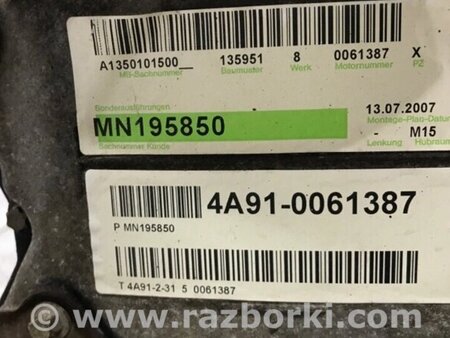 A1350101500__ 135951 8 0061387 X
MB-Sachnummer Baumuster Werk Motornummer PZ
Sonderausführungen 13.07.2007
MN195850 Montage-Plan-Datum
- M15
Sachnummer Kunde Lenkung Hubraum
4A91-0061387
P MN195850
T 4A91-2-31 5 0061387
© www.razborki.com